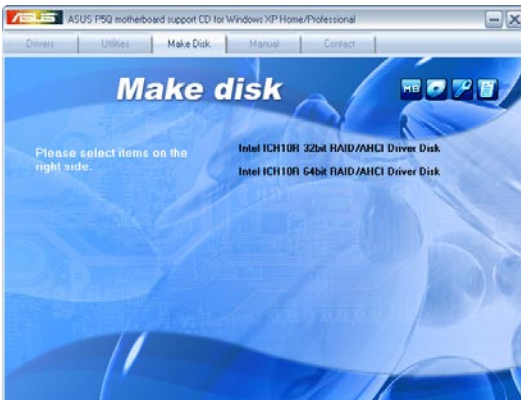 ASUS ASUS P5Q motherboard support CD for Windows XP Home/Professional
Drivers Utilities Make Disk Manual Contact
Make disk
MB
Please select items on the
right side.
Intel ICH10R 32bit RAID/AHCI Driver Disk
Intel ICH10R 64bit RAID/AHCI Driver Disk